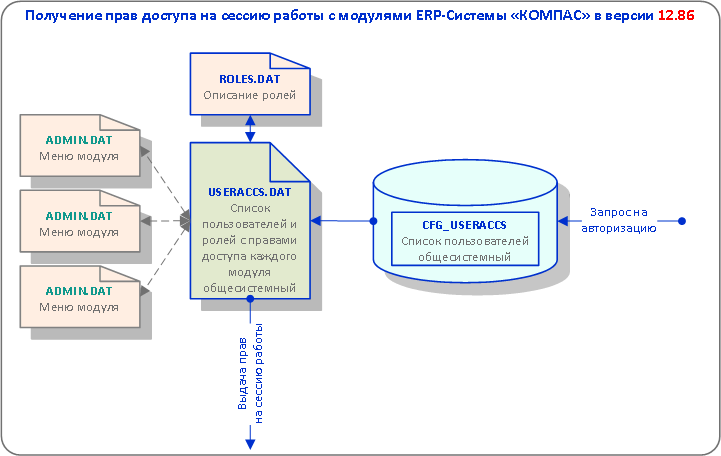 Получение прав доступа на сессию работы с модулями ERP-Системы «КОМПАС» в версии 12.86
ROLES.DAT
Описание ролей
ADMIN.DAT
Меню модуля
ADMIN.DAT
Меню модуля
ADMIN.DAT
Меню модуля
USERACCS.DAT
Список
пользователей и
ролей с правами
доступа каждого
модуля
общесистемный
CFG_USERACCS
Список пользователей
общесистемный
Запрос на
авторизацию
Выдача прав
на сессию работы